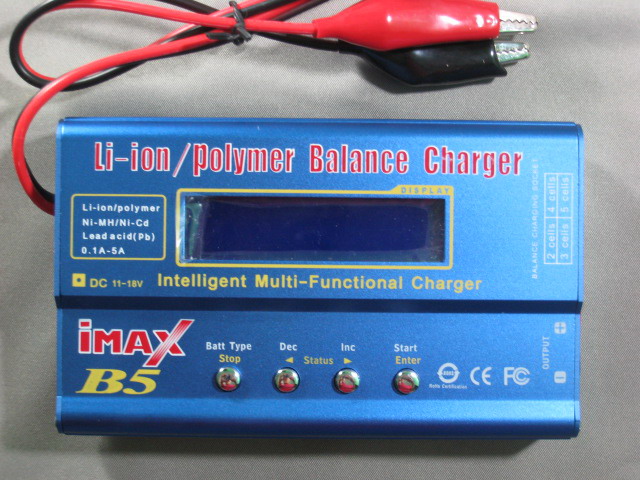 Li-ion/polymer Balance Charger
DISPLAY
Li-ion/polymer
Ni-MH/Ni-Cd
Lead acid(Pb)
0.1A-5A
BALANCE CHARGING SOCKET
2 cells
4 cells
3 cells
5 cells
DC 11-18V
Intelligent Multi-Functional Charger
iMAX
B5
Batt Type
Stop
Dec
Inc
◄ Status ►
Start
Enter
RoHs Certification
CE
FC
OUTPUT
+
-